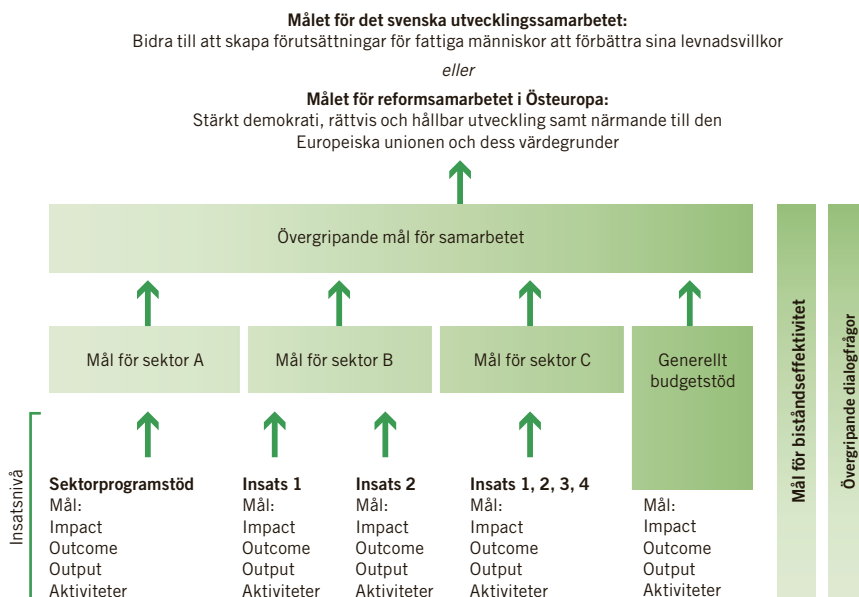 Målet för det svenska utvecklingssamarbetet:
Bidra till att skapa förutsättningar för fattiga människor att förbättra sina levnadsvillkor
eller
Målet för reformsamarbetet i Östeuropa:
Stärkt demokrati, rättvis och hållbar utveckling samt närmande till den
Europeiska unionen och dess värdegrunder
Övergripande mål för samarbetet
Mål för sektor A
Mål för sektor B
Mål för sektor C
Generellt
budgetstöd
Insatsnivå
Sektorprogramstöd
Mål:
Impact
Outcome
Output
Aktiviteter
Insats 1
Mål:
Impact
Outcome
Output
Aktiviteter
Insats 2
Mål:
Impact
Outcome
Output
Aktiviteter
Insats 1, 2, 3, 4
Mål:
Impact
Outcome
Output
Aktiviteter
Mål:
Impact
Outcome
Output
Aktiviteter
Mål för biståndseffektivitet
Övergripande dialogfrågor